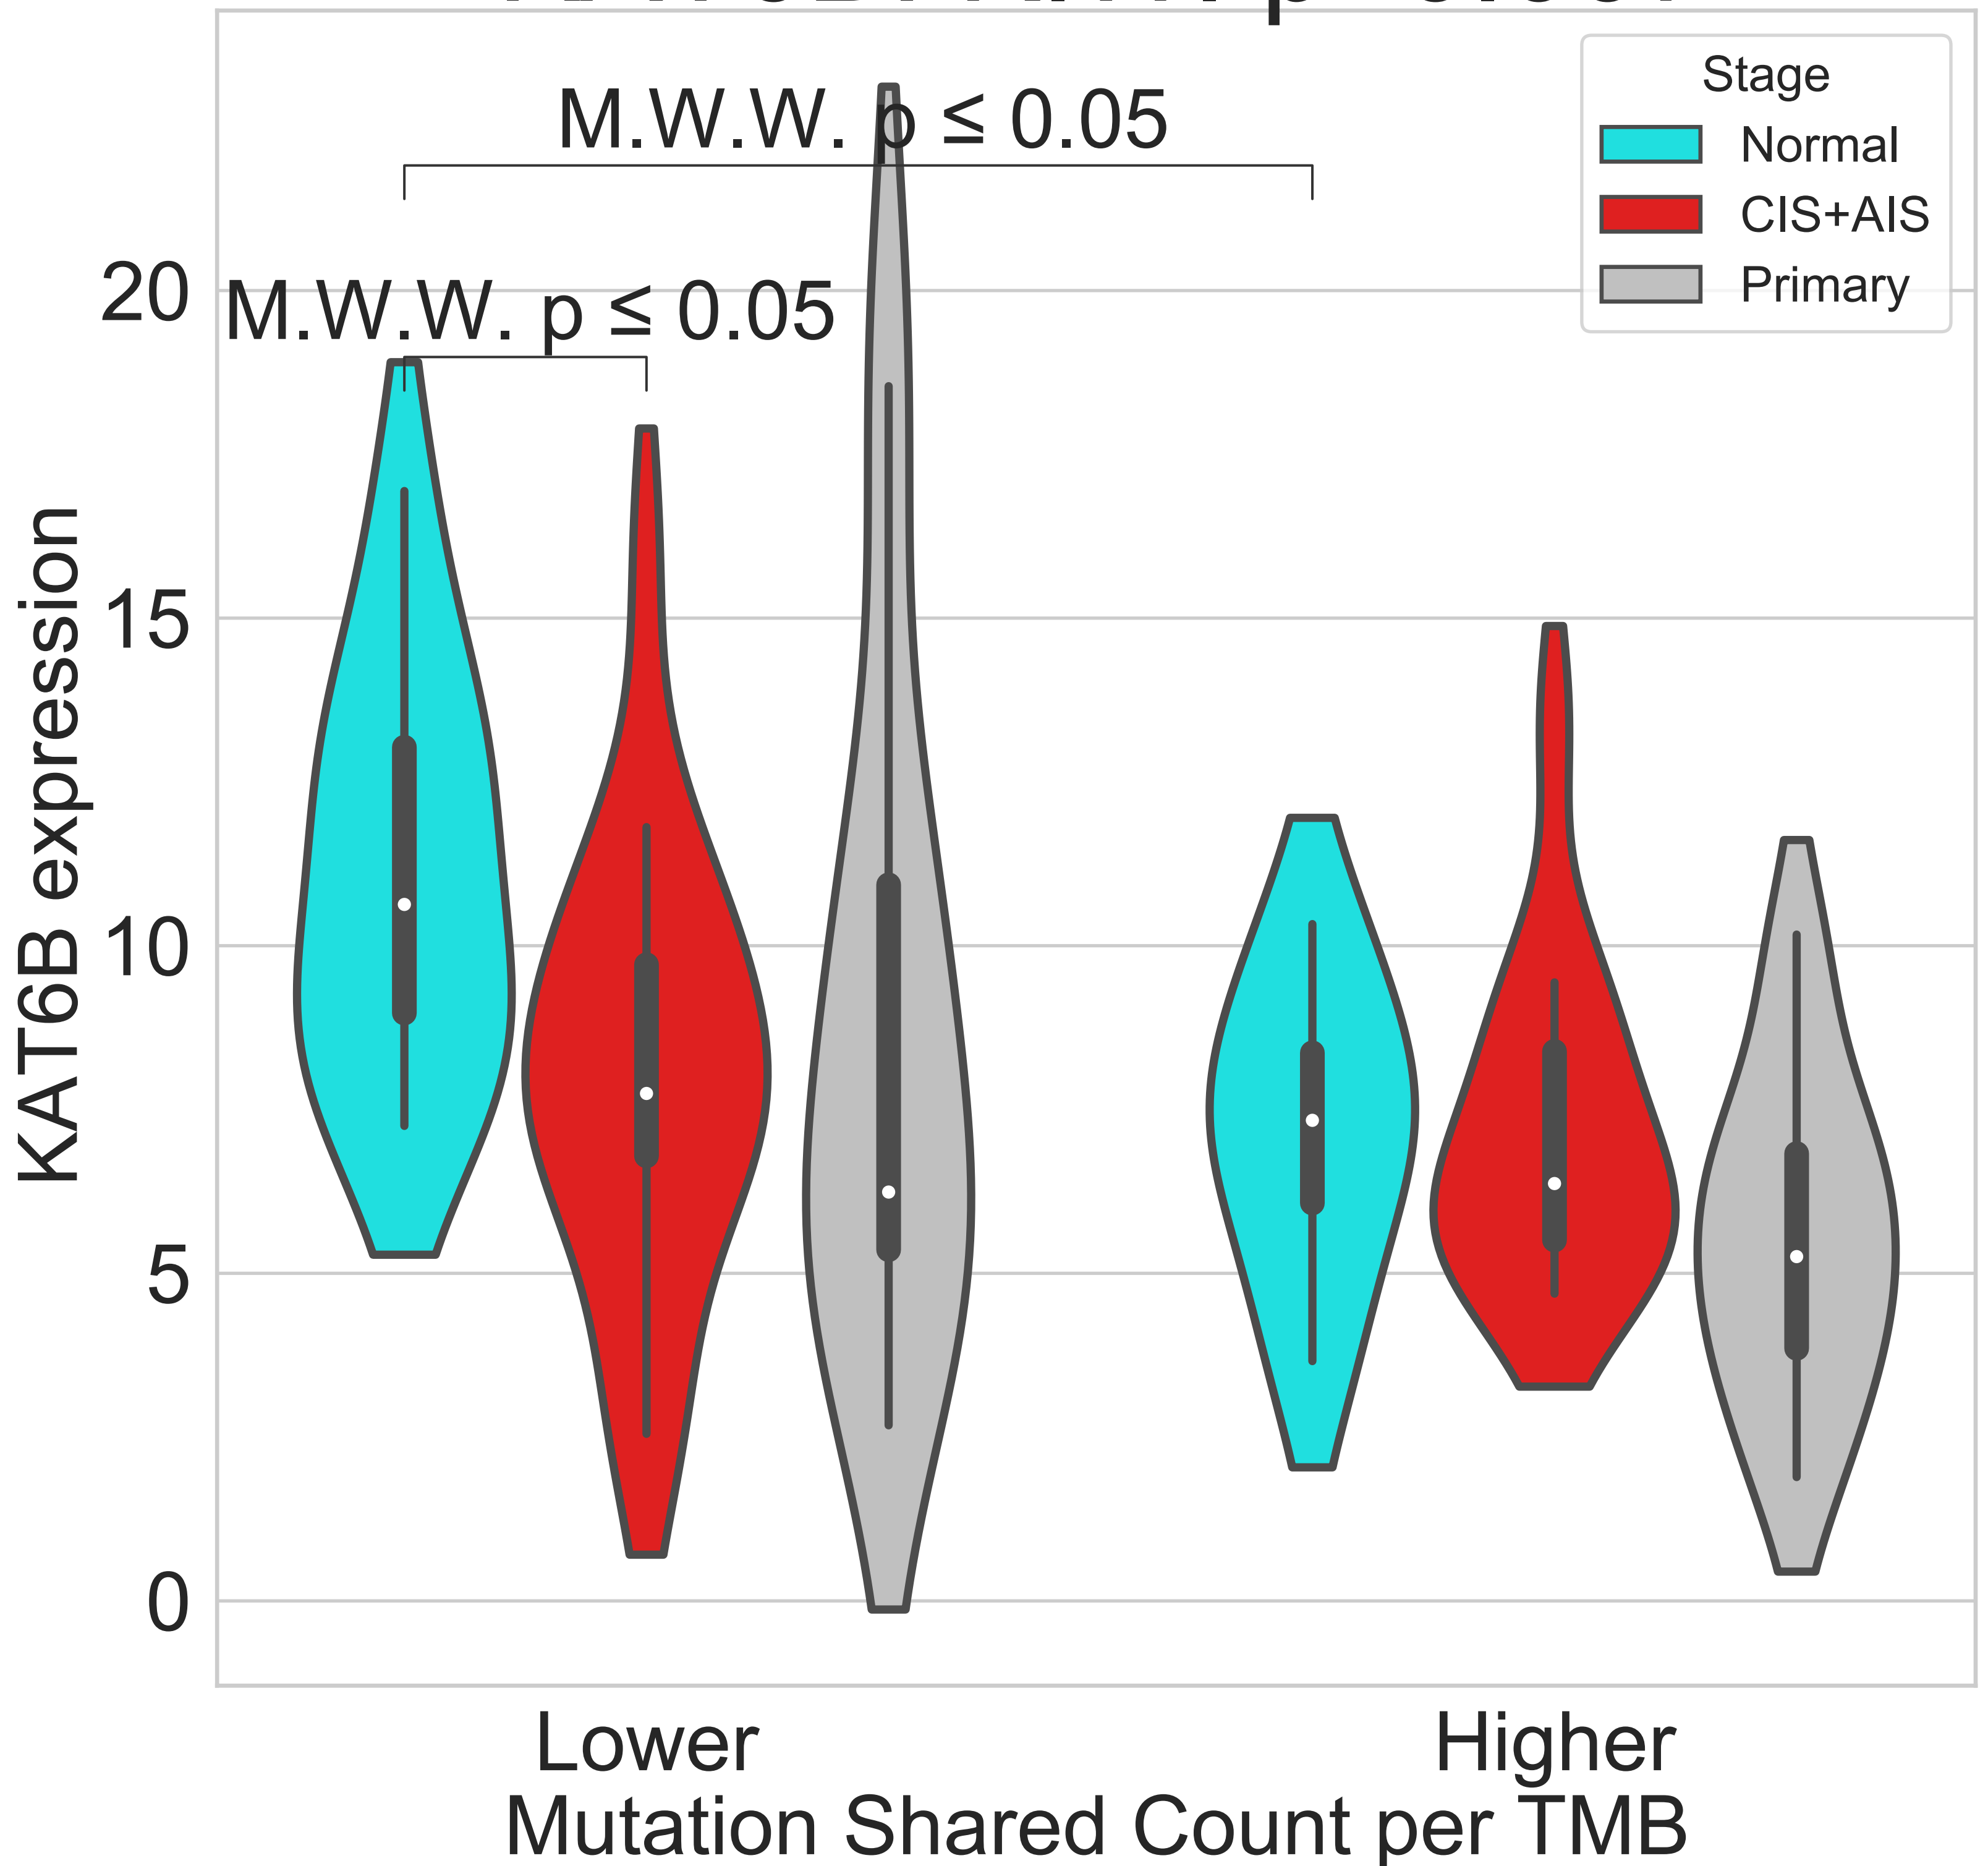 M.W.W. p ≤ 0.05
M.W.W. p ≤ 0.05
Stage
Normal
CIS+AIS
Primary
KAT6B expression
20
15
10
5
0
Lower
Higher
Mutation Shared Count per TMB